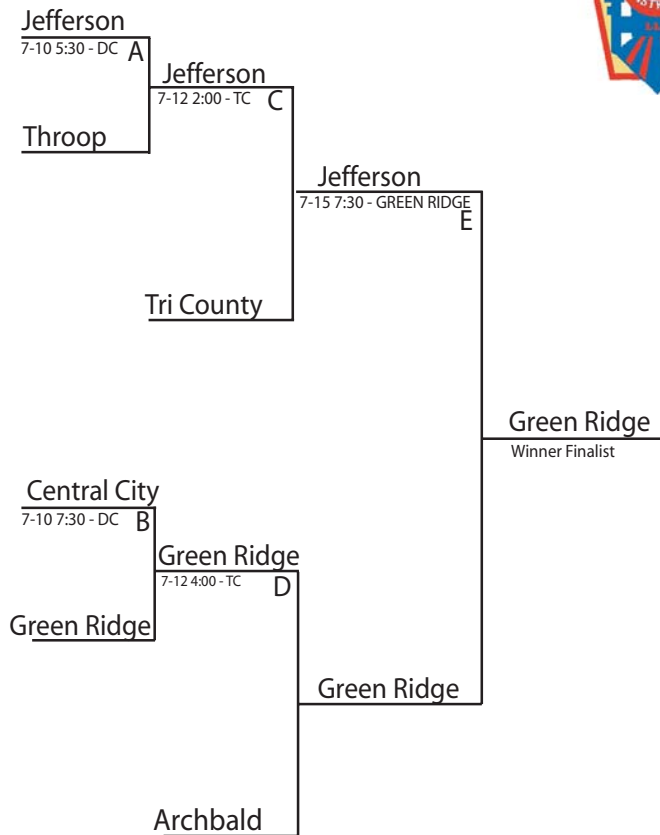 Jefferson
7-10 5:30 - DC A
Jefferson
7-12 2:00 - TC C
Throop
Jefferson
7-15 7:30 - GREEN RIDGE
E
Tri County
Green Ridge
Winner Finalist
Central City
7-10 7:30 - DC B
Green Ridge
7-12 4:00 - TC D
Green Ridge
Green Ridge
Archbald